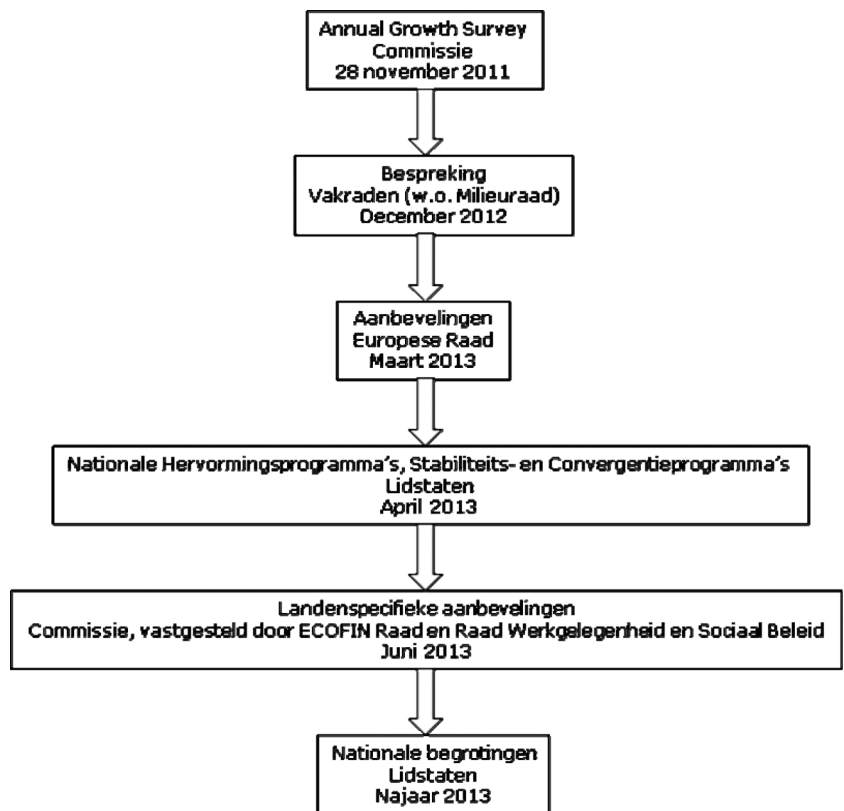 Annual Growth Survey
Commissie
28 november 2011
Bespreking
Vakraden (w.o. Milieuraad)
December 2012
Aanbevelingen
Europese Raad
Maart 2013
Nationale Hervormingsprogramma's, Stabiliteits- en Convergentieprogramma's
Lidstaten
April 2013
Landenspecifieke aanbevelingen
Commissie, vastgesteld door ECOFIN Raad en Raad Werkgelegenheid en Sociaal Beleid
Juni 2013
Nationale begrotingen
Lidstaten
Najaar 2013